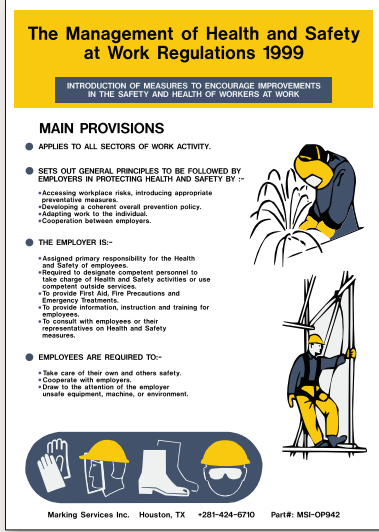 The Management of Health and Safety
at Work Regulations 1999
INTRODUCTION OF MEASURES TO ENCOURAGE IMPROVEMENTS
IN THE SAFETY AND HEALTH OF WORKERS AT WORK
MAIN PROVISIONS
APPLIES TO ALL SECTORS OF WORK ACTIVITY.
SETS OUT GENERAL PRINCIPLES TO BE FOLLOWED BY
EMPLOYERS IN PROTECTING HEALTH AND SAFETY BY :-
Accessing workplace risks, introducing appropriate
preventative measures.
Developing a coherent overall prevention policy.
Adapting work to the individual.
Cooperation between employers.
THE EMPLOYER IS:-
Assigned primary responsibility for the Health
and Safety of employees.
Required to designate competent personnel to
take charge of Health and Safety activities or use
competent outside services.
To provide First Aid, Fire Precautions and
Emergency Treatments.
To provide information, instruction and training for
employees.
To consult with employees or their
representatives on Health and Safety
measures.
EMPLOYEES ARE REQUIRED TO:-
Take care of their own and others safety.
Cooperate with employers.
Draw to the attention of the employer
unsafe equipment, machine, or environment.
Marking Services Inc. Houston, TX +281-424-6710 Part#: MSI-OP942